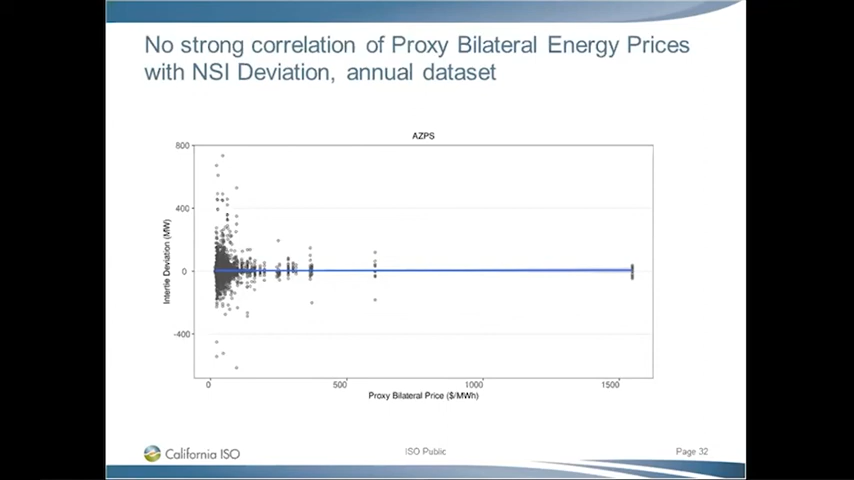 No strong correlation of Proxy Bilateral Energy Prices
with NSI Deviation, annual dataset
AZPS
800
400
0
-400
Intertie Deviation (MW)
0
500
1000
1500
Proxy Bilateral Price ($/MWh)
California ISO
ISO Public
Page 32